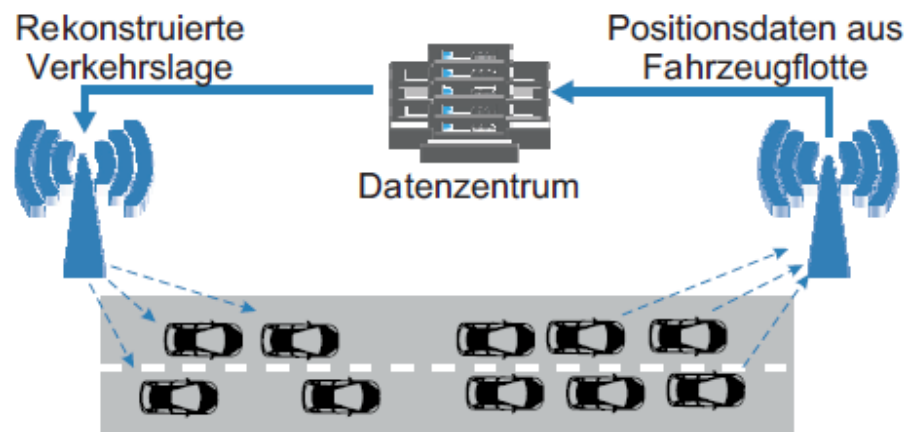 Rekonstruierte
Verkehrslage
Positionsdaten aus
Fahrzeugflotte
Datenzentrum